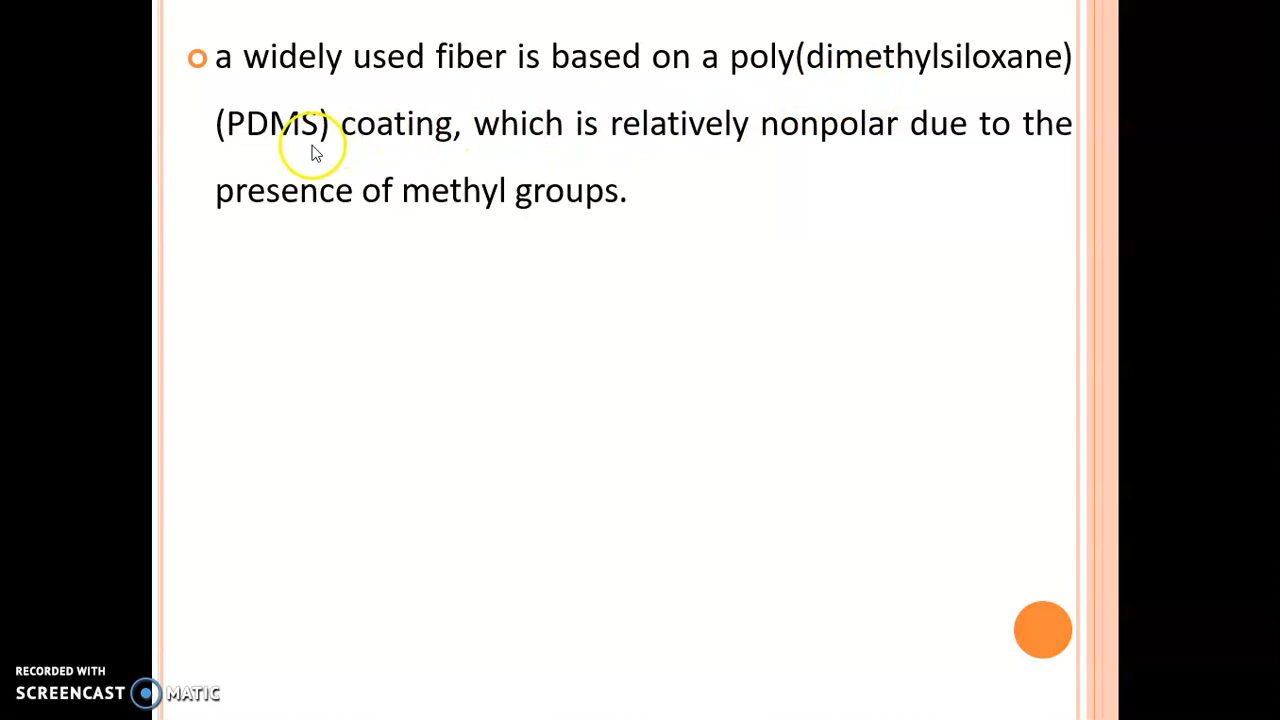 a widely used fiber is based on a poly(dimethylsiloxane)
(PDMS) coating, which is relatively nonpolar due to the
presence of methyl groups.
RECORDED WITH
SCREENCAST MATIC